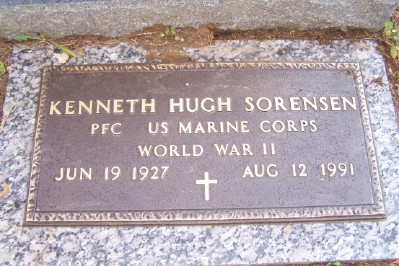 KENNETH HUGH SORENSEN
PFC US MARINE CORPS
WORLD WAR II
JUN 19 1927 AUG 12 1991